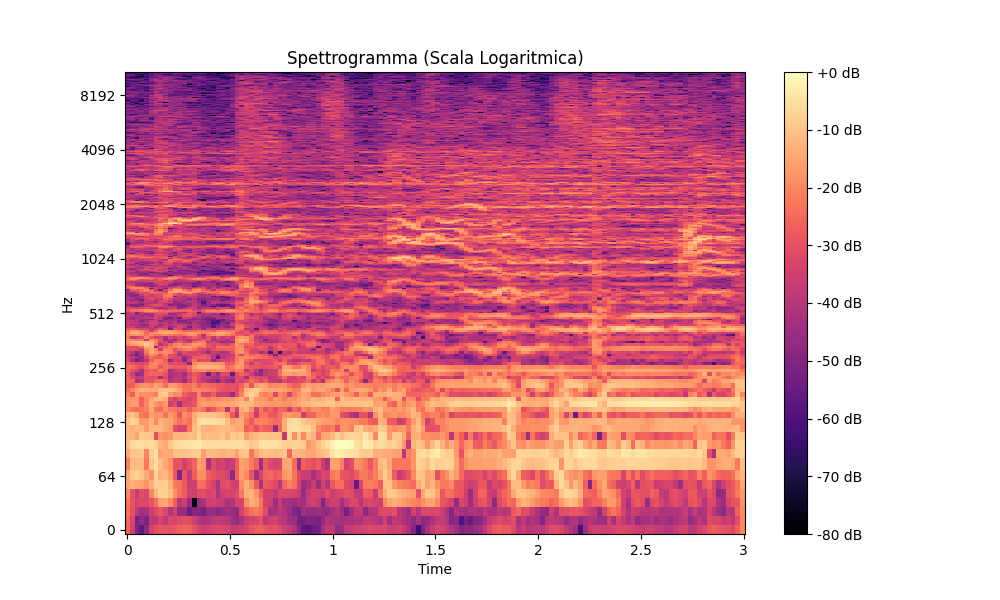 Spettrogramma (Scala Logaritmica)
Hz
8192
4096
2048
1024
512
256
128
64
0
0 0.5 1 1.5 2 2.5 3
Time
+0 dB
-10 dB
-20 dB
-30 dB
-40 dB
-50 dB
-60 dB
-70 dB
-80 dB